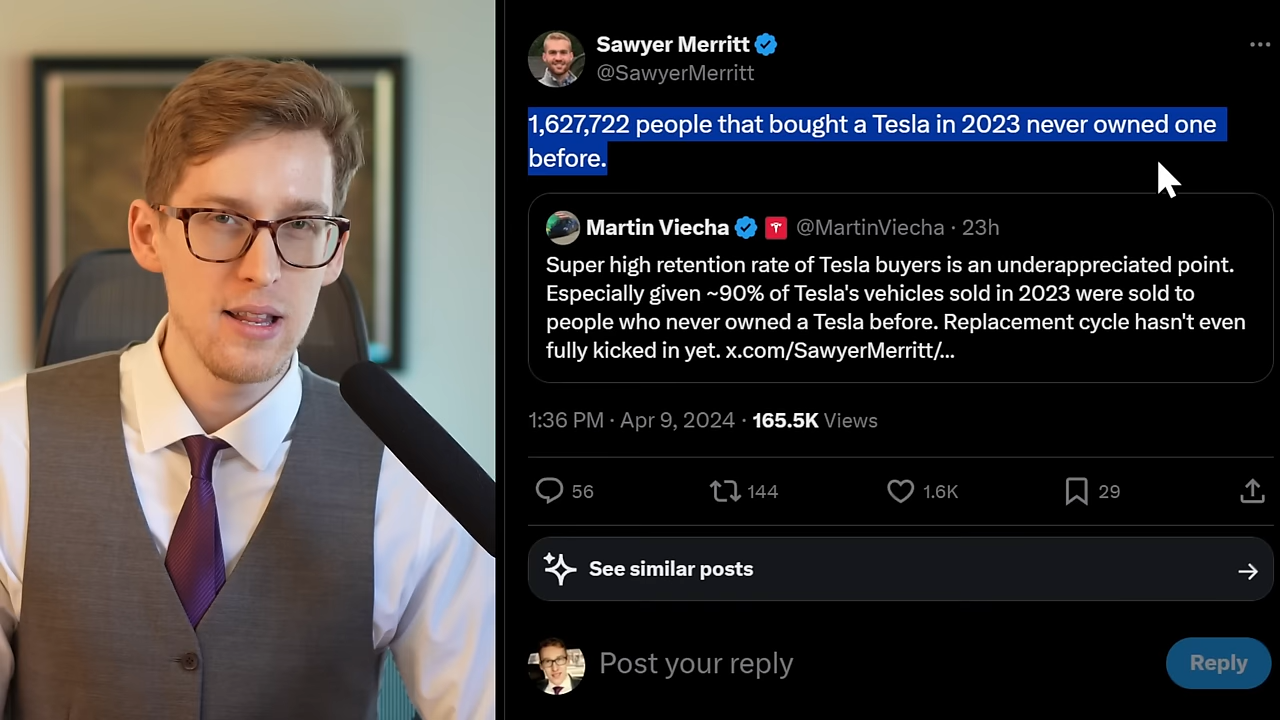 Sawyer Merritt
@SawyerMerritt
1,627,722 people that bought a Tesla in 2023 never owned one
before.
Martin Viecha @MartinViecha · 23h
Super high retention rate of Tesla buyers is an underappreciated point.
Especially given ~90% of Tesla's vehicles sold in 2023 were sold to
people who never owned a Tesla before. Replacement cycle hasn't even
fully kicked in yet. x.com/SawyerMerritt/...
1:36 PM · Apr 9, 2024 · 165.5K Views
56 144 1.6K 29
See similar posts
Post your reply Reply